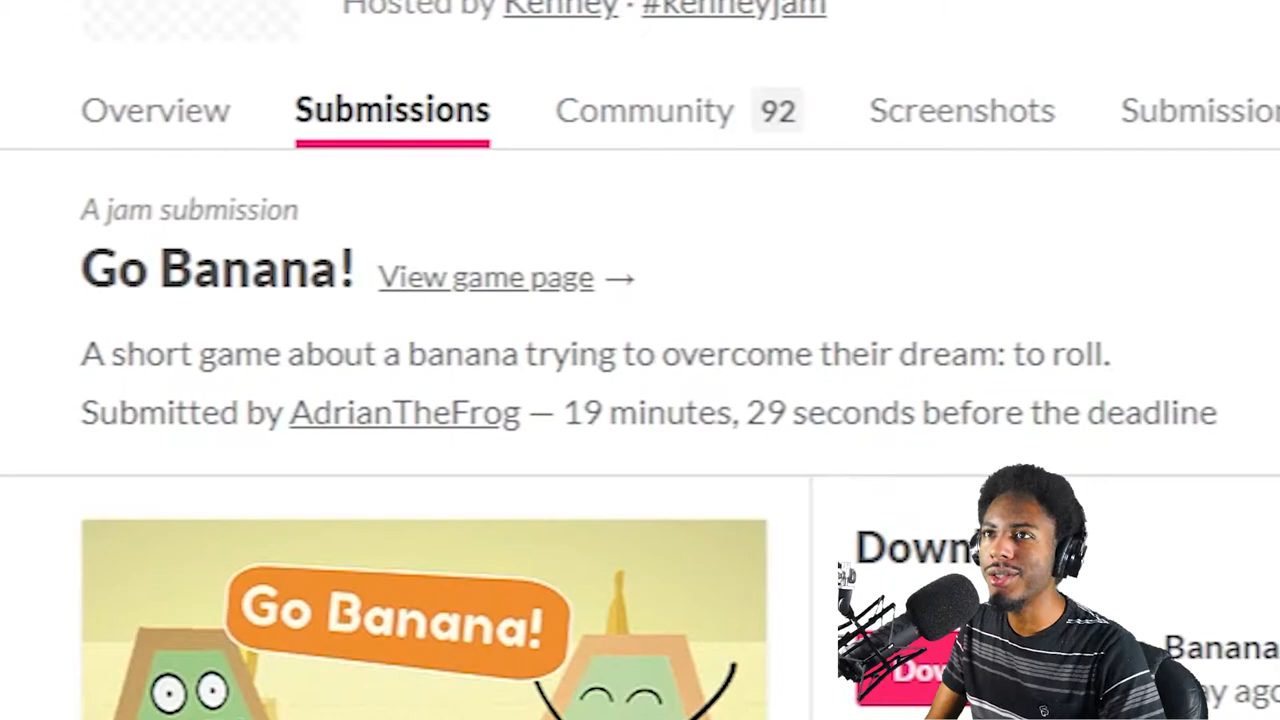 Hosted by Kenney · #kenneyjam
Overview Submissions Community 92 Screenshots
A jam submission
Go Banana! View game page →
A short game about a banana trying to overcome their dream: to roll.
Submitted by AdrianTheFrog — 19 minutes, 29 seconds before the deadline
Go Banana!
Banana